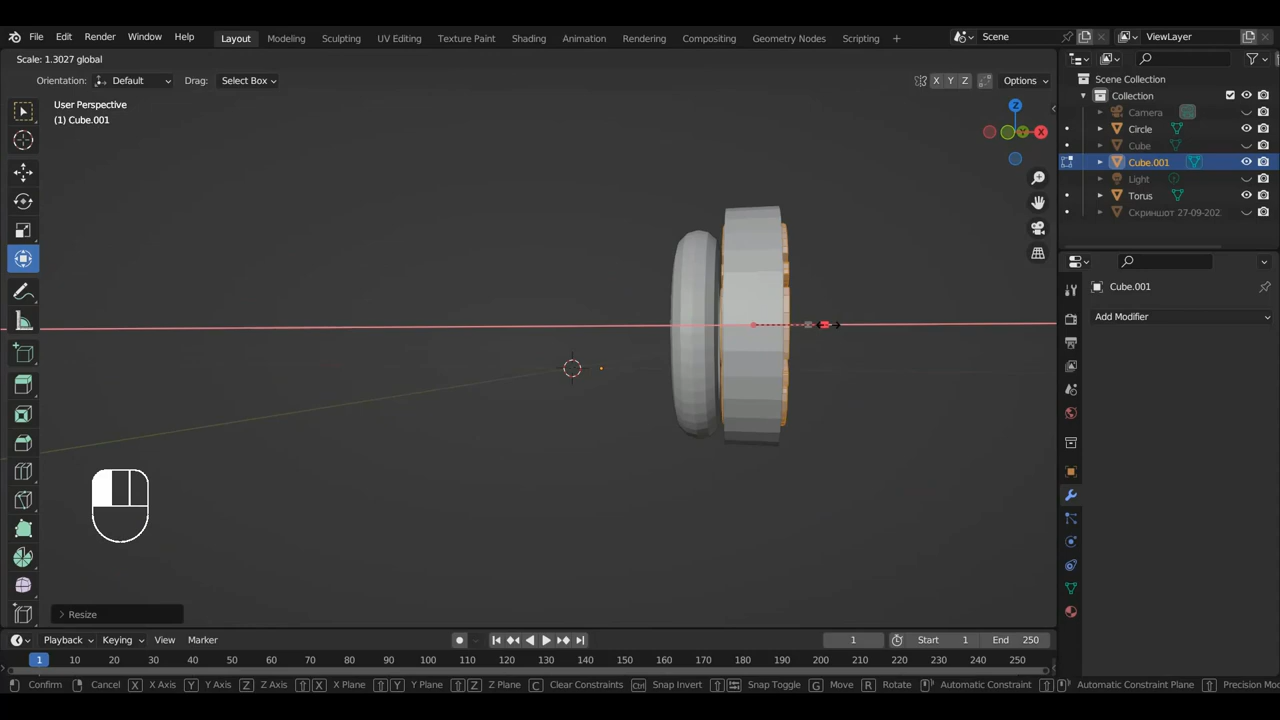 File Edit Render Window Help Layout Modeling Sculpting UV Editing Texture Paint Shading Animation Rendering Compositing Geometry Nodes Scripting + Scene ViewLayer
Scale: 1.3027 global
Orientation: Default Drag: Select Box X Y Z Options
User Perspective
(1) Cube.001
Z
X
Scene Collection
Collection
Camera
Circle
Cube
Cube.001
Light
Torus
Скриншот 27-09-202
Cube.001
Add Modifier
> Resize
Playback Keying View Marker 1 Start 1 End 250
1 10 20 30 40 50 60 70 80 90 100 110 120 130 140 150 160 170 180 190 200 210 220 230 240 250
Confirm Cancel X X Axis Y Y Axis Z Z Axis X X Plane Y Y Plane Z Z Plane C Clear Constraints Ctrl Snap Invert Snap Toggle G Move R Rotate Automatic Constraint Automatic Constraint Plane Precision Mod